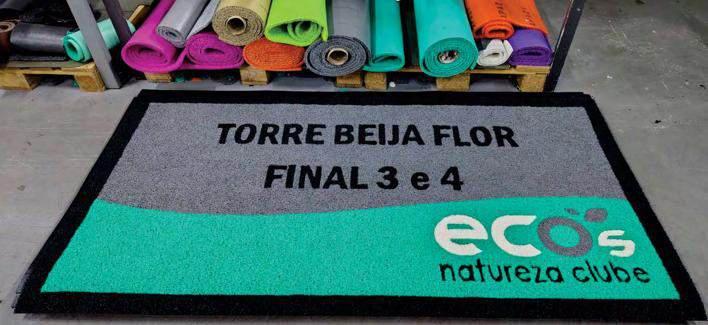 TORRE BEIJA FLOR
FINAL 3 e 4
ecos
natureza clube